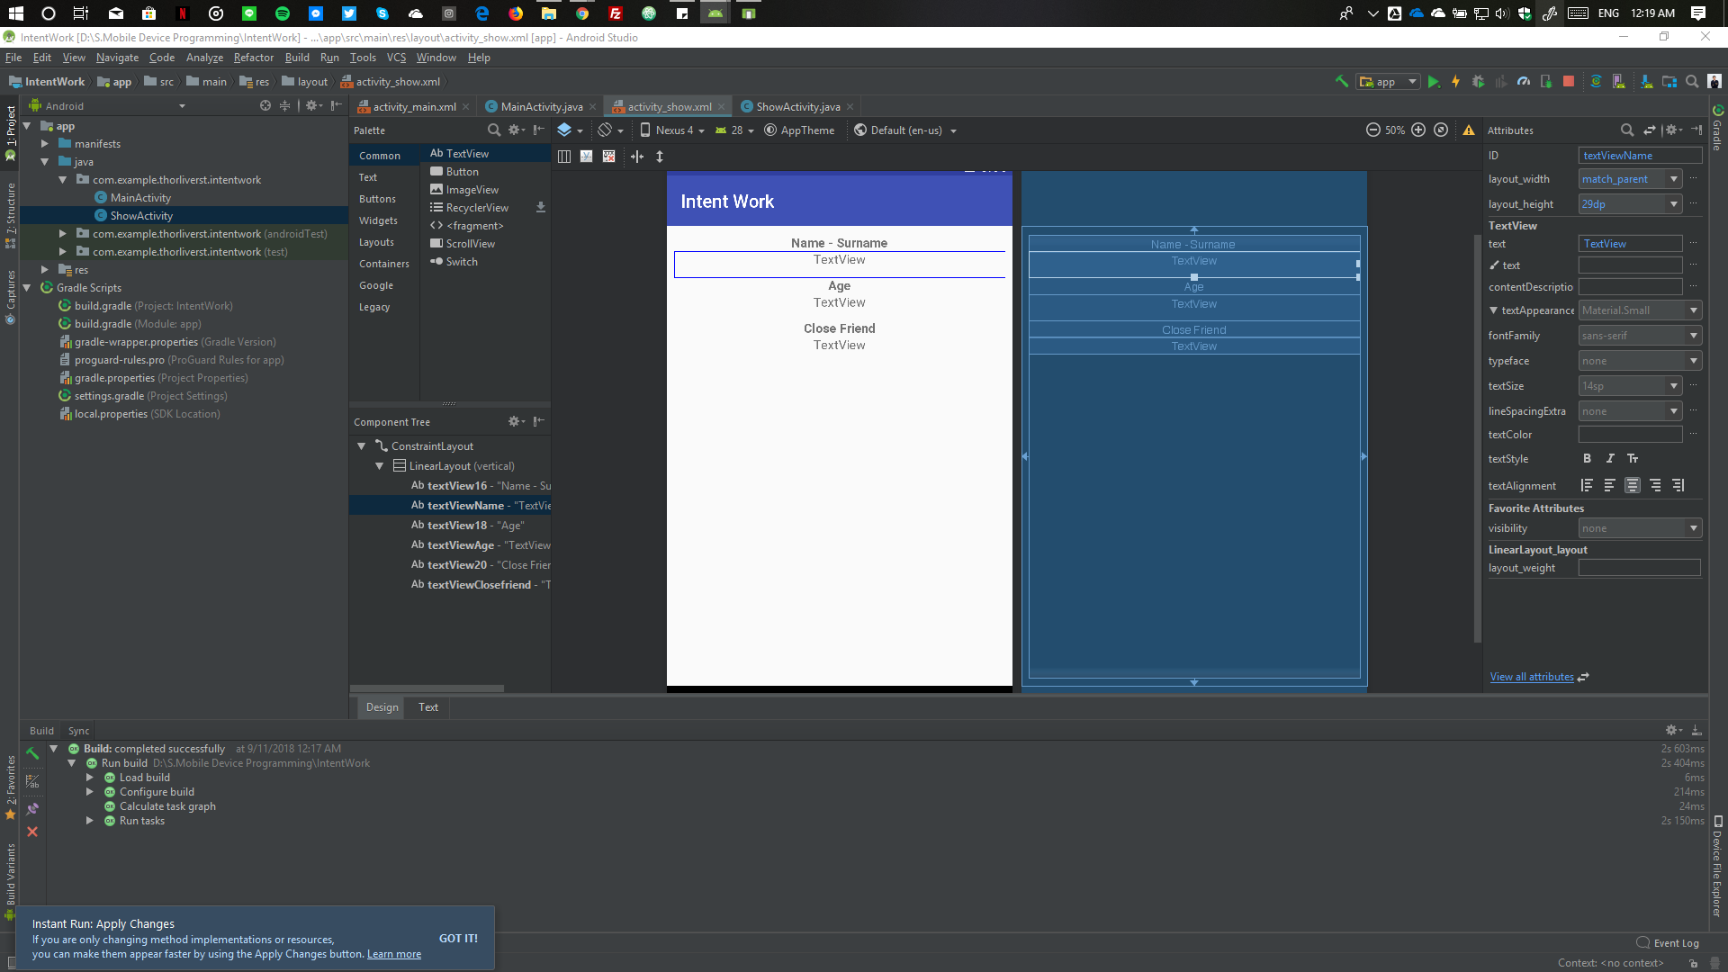 ENG 12:19 AM
IntentWork [D:\S.Mobile Device Programming\IntentWork] - ...\app\src\main\res\layout\activity_show.xml [app] - Android Studio
File Edit View Navigate Code Analyze Refactor Build Run Tools VCS Window Help
IntentWork app src main res layout activity_show.xml
app
Android
activity_main.xml MainActivity.java activity_show.xml ShowActivity.java
1: Project
Z: Structure
Captures
2: Favorites
Build Variants
app
manifests
java
com.example.thorliverst.intentwork
MainActivity
ShowActivity
com.example.thorliverst.intentwork (androidTest)
com.example.thorliverst.intentwork (test)
res
Gradle Scripts
build.gradle (Project: IntentWork)
build.gradle (Module: app)
gradle-wrapper.properties (Gradle Version)
proguard-rules.pro (ProGuard Rules for app)
gradle.properties (Project Properties)
settings.gradle (Project Settings)
local.properties (SDK Location)
Palette
Common
Text
Buttons
Widgets
Layouts
Containers
Google
Legacy
Ab TextView
Button
ImageView
RecyclerView
<fragment>
ScrollView
Switch
Component Tree
ConstraintLayout
LinearLayout (vertical)
Ab textView16 - "Name - Su
Ab textViewName - "TextVie
Ab textView18 - "Age"
Ab textViewAge - "TextView
Ab textView20 - "Close Frier
Ab textViewClosefriend - "T
Nexus 4 28 AppTheme Default (en-us) 50%
Intent Work
Name - Surname
TextView
Age
TextView
Close Friend
TextView
Name - Surname
TextView
Age
TextView
Close Friend
TextView
Design Text
Attributes
ID textViewName
layout_width match_parent
layout_height 29dp
TextView
text TextView
text
contentDescriptio
textAppearance Material.Small
fontFamily sans-serif
typeface none
textSize 14sp
lineSpacingExtra none
textColor
textStyle B I Tr
textAlignment
Favorite Attributes
visibility none
LinearLayout_layout
layout_weight
View all attributes
Gradle
Device File Explorer
Build Sync
Build: completed successfully at 9/11/2018 12:17 AM 2s 603ms
Run build D:\S.Mobile Device Programming\IntentWork 2s 404ms
Load build 6ms
Configure build 214ms
Calculate task graph 24ms
Run tasks 2s 150ms
Instant Run: Apply Changes
If you are only changing method implementations or resources,
you can make them appear faster by using the Apply Changes button. Learn more
GOT IT!
Event Log
Context: <no context>